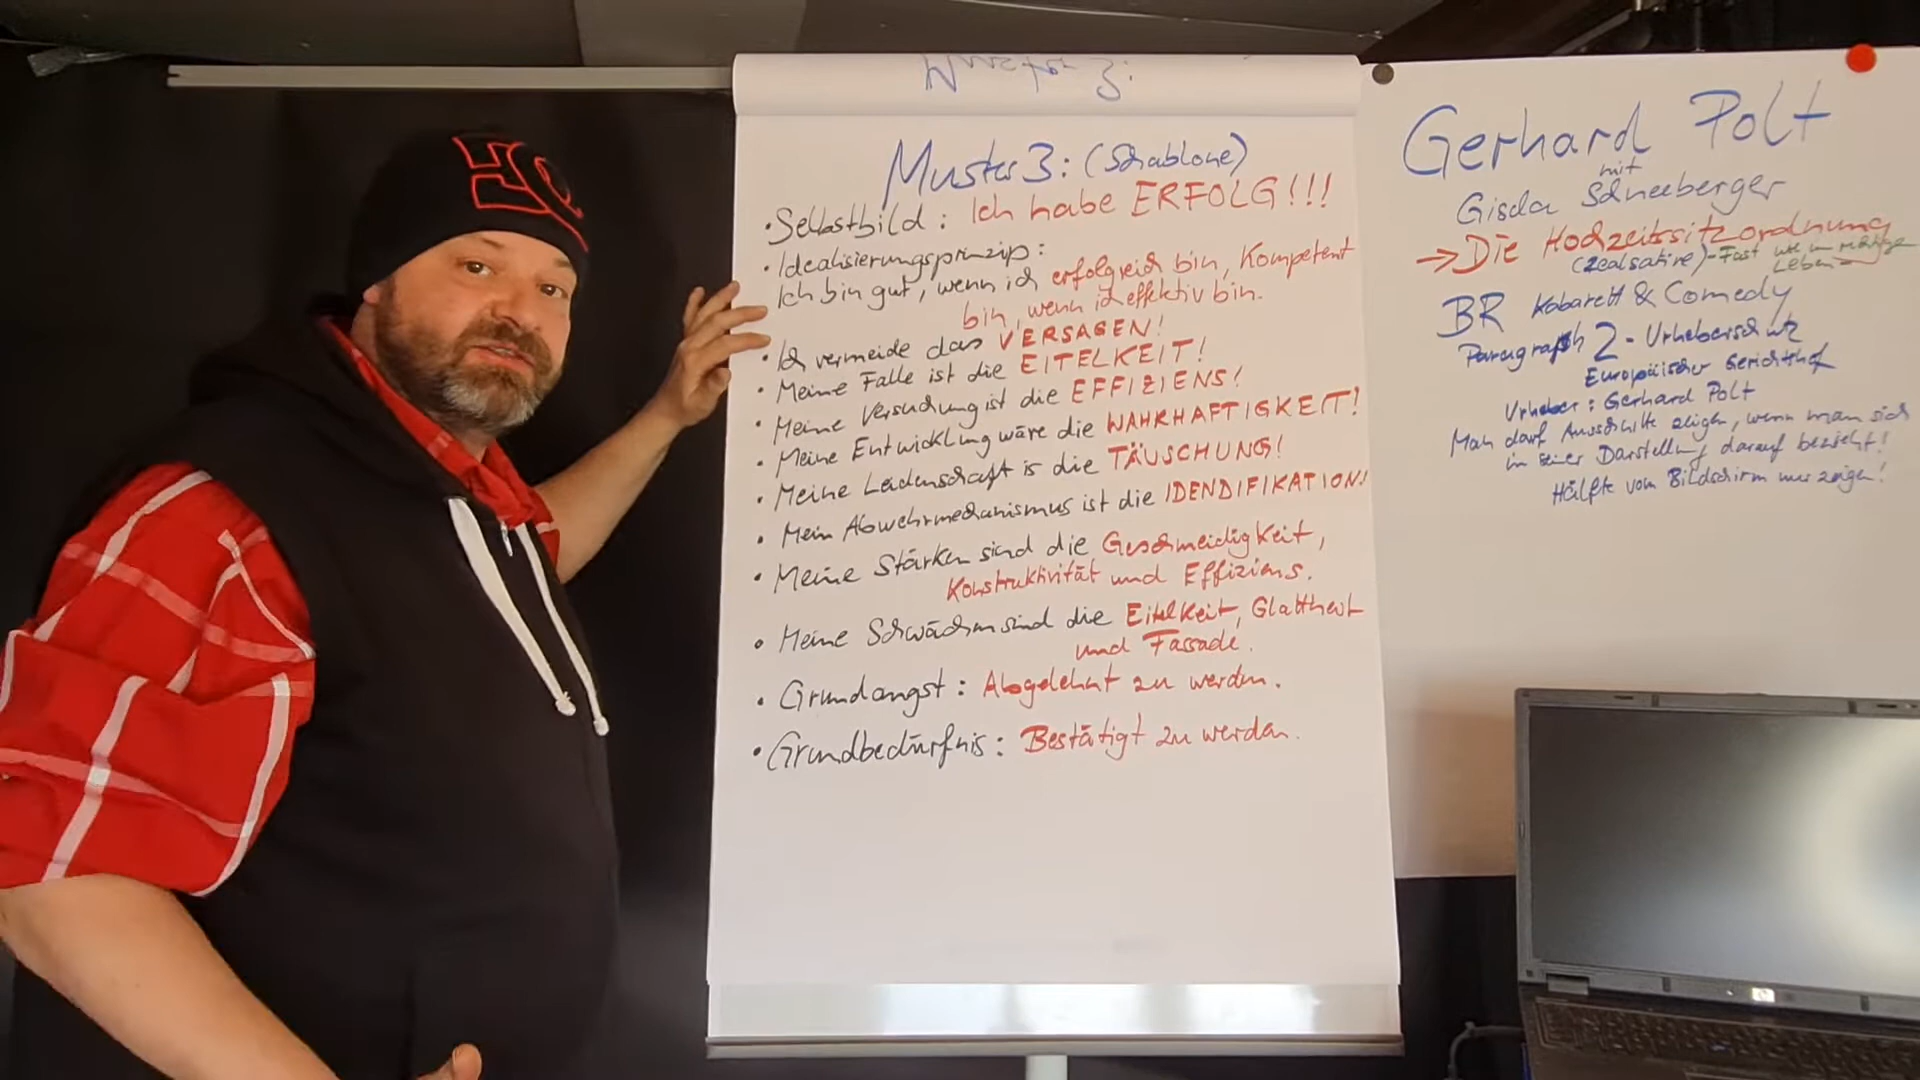 Muster 3:
Muster 3: (Schablone)
• Selbstbild: Ich habe ERFOLG!!!
• Idealisierungsprinzip:
Ich bin gut, wenn ich erfolgreich bin, Kompetent
bin, wenn ich effektiv bin.
• Ich vermeide das VERSAGEN!
• Meine Falle ist die EITELKEIT!
• Meine Versuchung ist die EFFIZIENS!
• Meine Entwicklung wäre die WAHRHAFTIGKEIT!
• Meine Leidenschaft is die TÄUSCHUNG!
• Mein Abwehrmechanismus ist die IDENDIFIKATION!
• Meine Stärken sind die Geschmeidigkeit,
Konstruktivität und Effiziens.
• Meine Schwächen sind die Eitelkeit, Glattheit
und Fassade.
• Grundangst: Abgelehnt zu werden.
• Grundbedürfnis: Bestätigt zu werden.
Gerhard Polt
mit
Gisela Schneeberger
→ Die Hochzeitssitzordnung
(Realsatire) - Fast wie im richtigen
Leben
BR Kabarett & Comedy
Paragraph 2 - Urheberschutz
Europäischer Gerichtshof
Urheber: Gerhard Polt
Man darf Ausschnitte zeigen, wenn man sich
in seiner Darstellung darauf bezieht!
Hälfte vom Bildschirm nur zeigen!